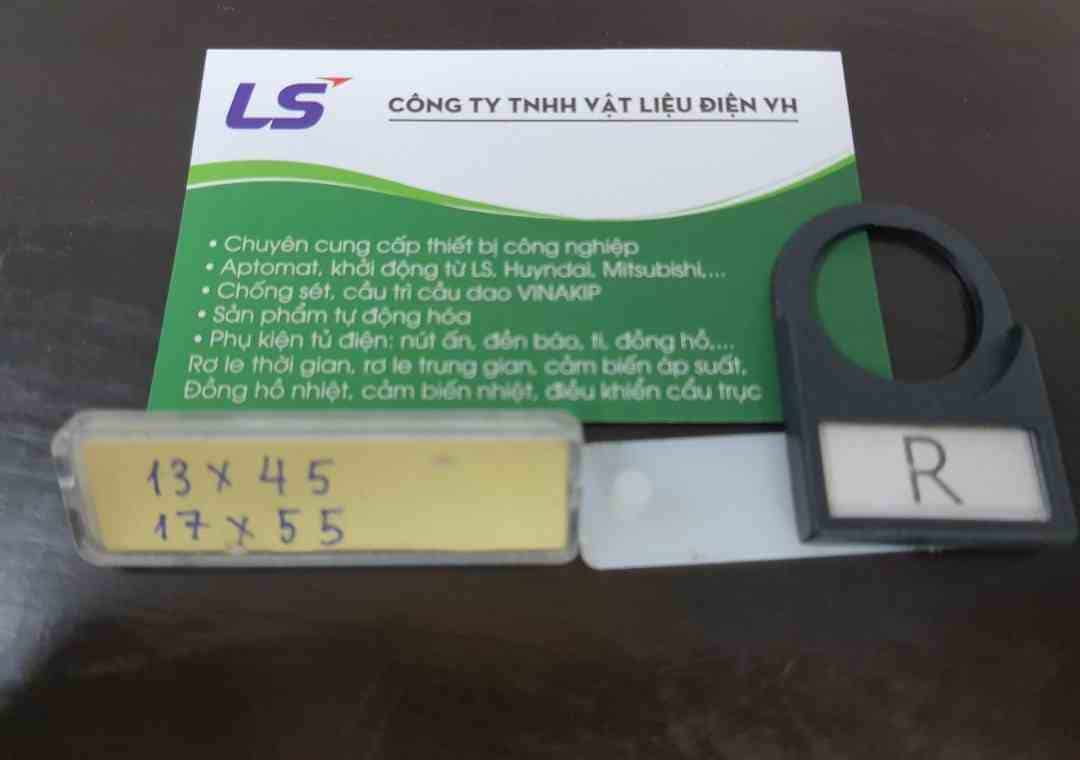 LS
CÔNG TY TNHH VẬT LIỆU ĐIỆN VH
• Chuyên cung cấp thiết bị công nghiệp
• Aptomat, khởi động từ LS. Huyndai, Mitsubishi,...
• Chống sét, cầu trì cầu dao VINAKIP
• Sản phẩm tự động hóa
• Phụ kiện tủ điện: nút ấn, đèn báo, ti, đồng hồ,...
Rơ le thời gian, rơ le trung gian, cảm biến áp suất,
Đồng hồ nhiệt, cảm biến nhiệt, điều khiển cẩu trục
13 x 45
17 x 55
R